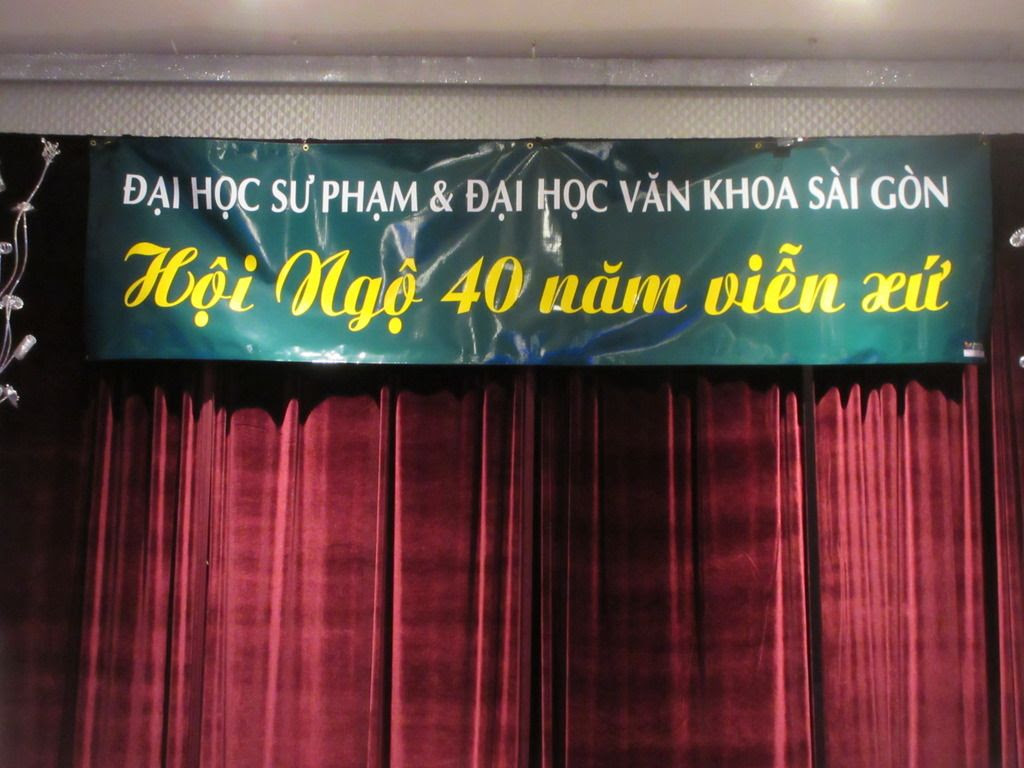 ĐẠI HỌC SƯ PHẠM & ĐẠI HỌC VĂN KHOA SÀI GÒN
Hội Ngộ 40 năm viễn xứ